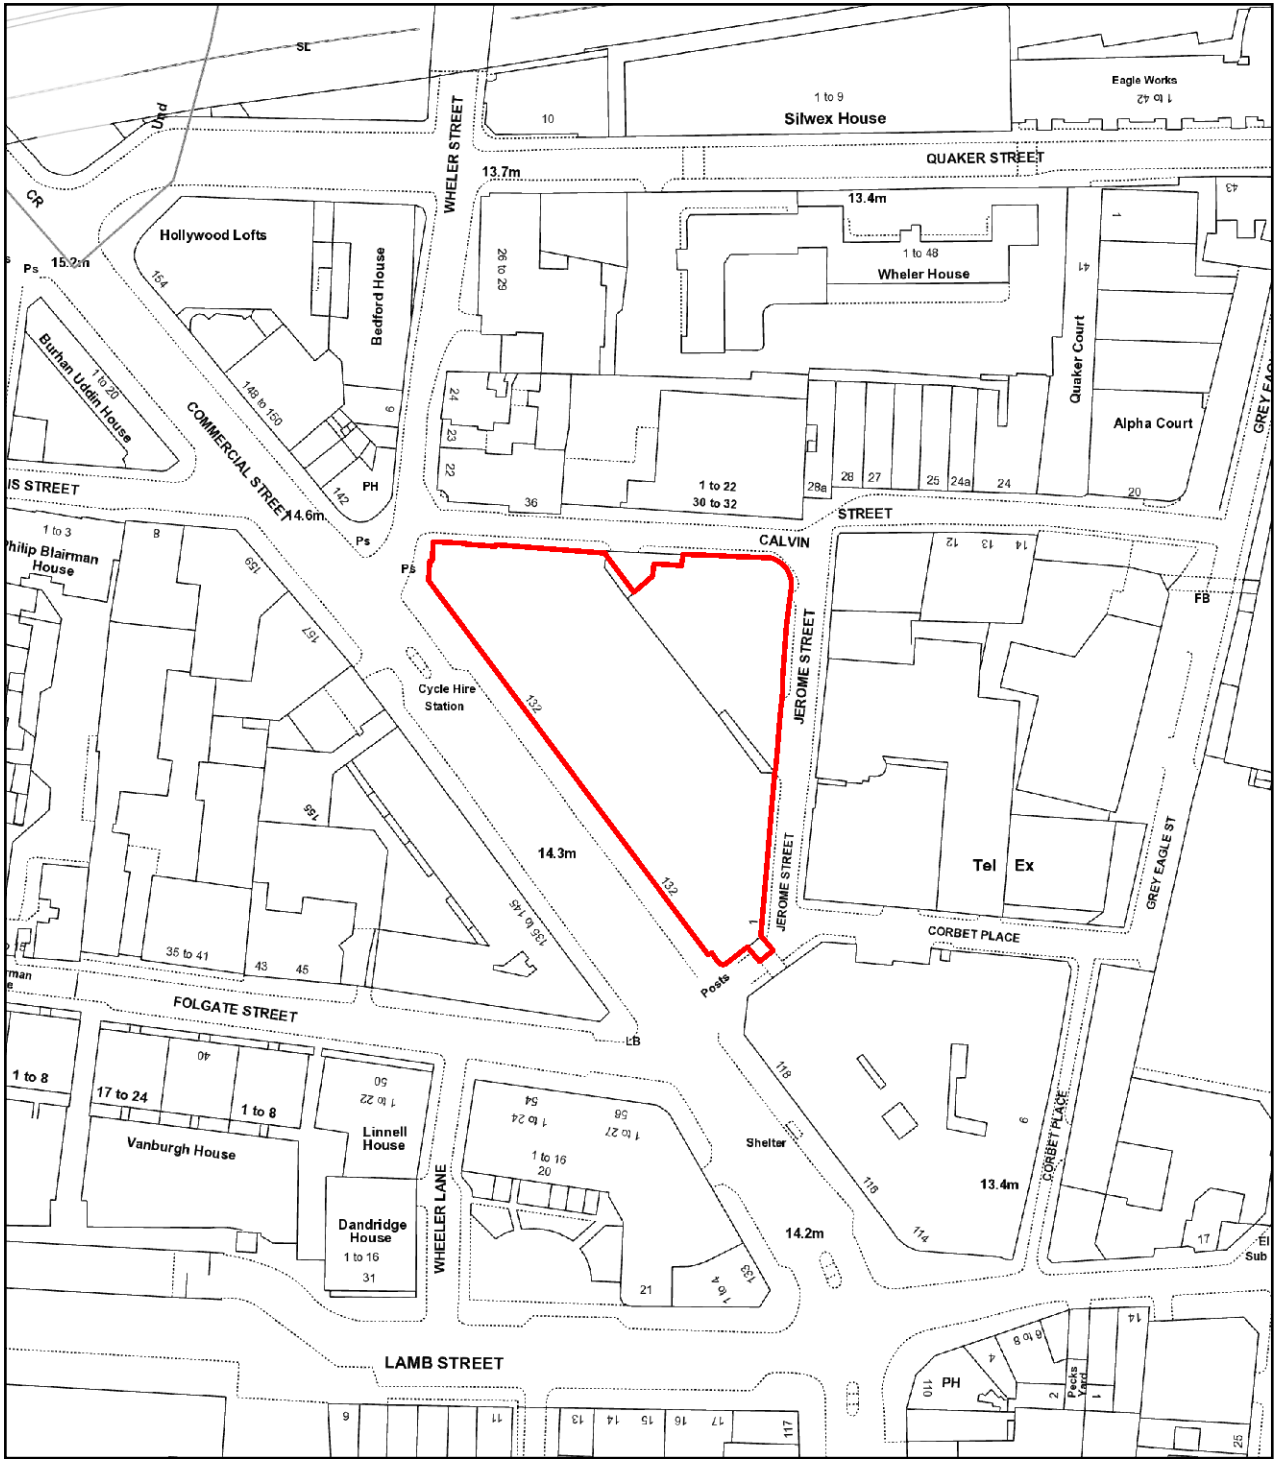 SL
Eagle Works
1 to 42
1 to 9
Silwex House
10
Und
WHELER STREET
QUAKER STREET
13.7m
13.4m
43
CR
Hollywood Lofts
Bedford House
26 to 29
1 to 48
Wheler House
1
41
Quaker Court
Ps
15.2m
154
Burhan Uddin House
1 to 20
148 to 150
9
24
23
22
COMMERCIAL STREET
142
PH
36
1 to 22
30 to 32
28a
28
27
25
24a
24
Alpha Court
20
IS STREET
14.6m
Ps
STREET
CALVIN
1 to 3
Philip Blairman
House
8
159
157
Ps
12
13
14
FB
JEROME STREET
Cycle Hire
Station
132
155
14.3m
132
JEROME STREET
1
Tel Ex
GREY EAGLE ST
135 to 145
CORBET PLACE
35 to 41
43
45
Posts
FOLGATE STREET
LB
1 to 8
40
17 to 24
1 to 8
50
1 to 22
Linnell
House
Vanburgh House
54
1 to 24
58
1 to 27
1 to 16
20
118
Shelter
6
CORBET PLACE
116
13.4m
WHEELER LANE
Dandridge
House
1 to 16
31
14.2m
114
17
El
Sub
21
1 to 4
133
LAMB STREET
14
6 to 8
4
PH
110
2
Pecks
Yard
1
11
13
14
15
16
17
117
25